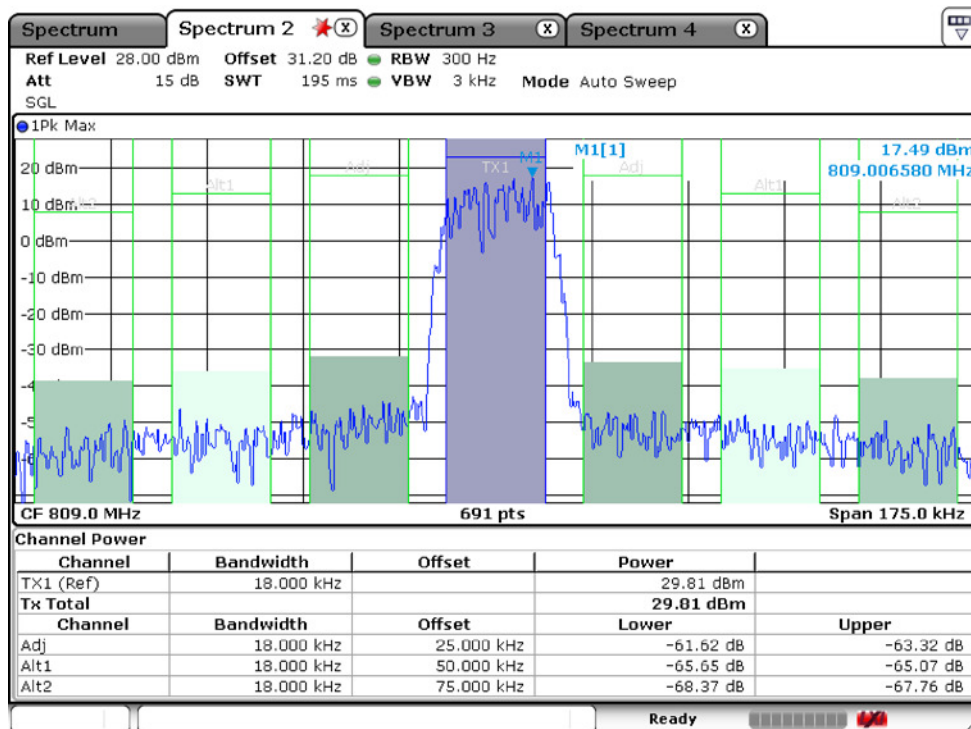 Spectrum Spectrum 2 X Spectrum 3 X Spectrum 4 X
Ref Level 28.00 dBm Offset 31.20 dB RBW 300 Hz
Att 15 dB SWT 195 ms VBW 3 kHz Mode Auto Sweep
SGL
1Pk Max
M1[1] 17.49 dBm
809.006580 MHz
M1
20 dBm
Adj TX1 Adj
Alt1 Alt1
10 dBm
Alt2 Alt2
0 dBm
-10 dBm
-20 dBm
-30 dBm
CF 809.0 MHz 691 pts Span 175.0 kHz
Channel Power
Channel Bandwidth Offset Power
TX1 (Ref) 18.000 kHz 29.81 dBm
Tx Total 29.81 dBm
Channel Bandwidth Offset Lower Upper
Adj 18.000 kHz 25.000 kHz -61.62 dB -63.32 dB
Alt1 18.000 kHz 50.000 kHz -65.65 dB -65.07 dB
Alt2 18.000 kHz 75.000 kHz -68.37 dB -67.76 dB
Ready LXI